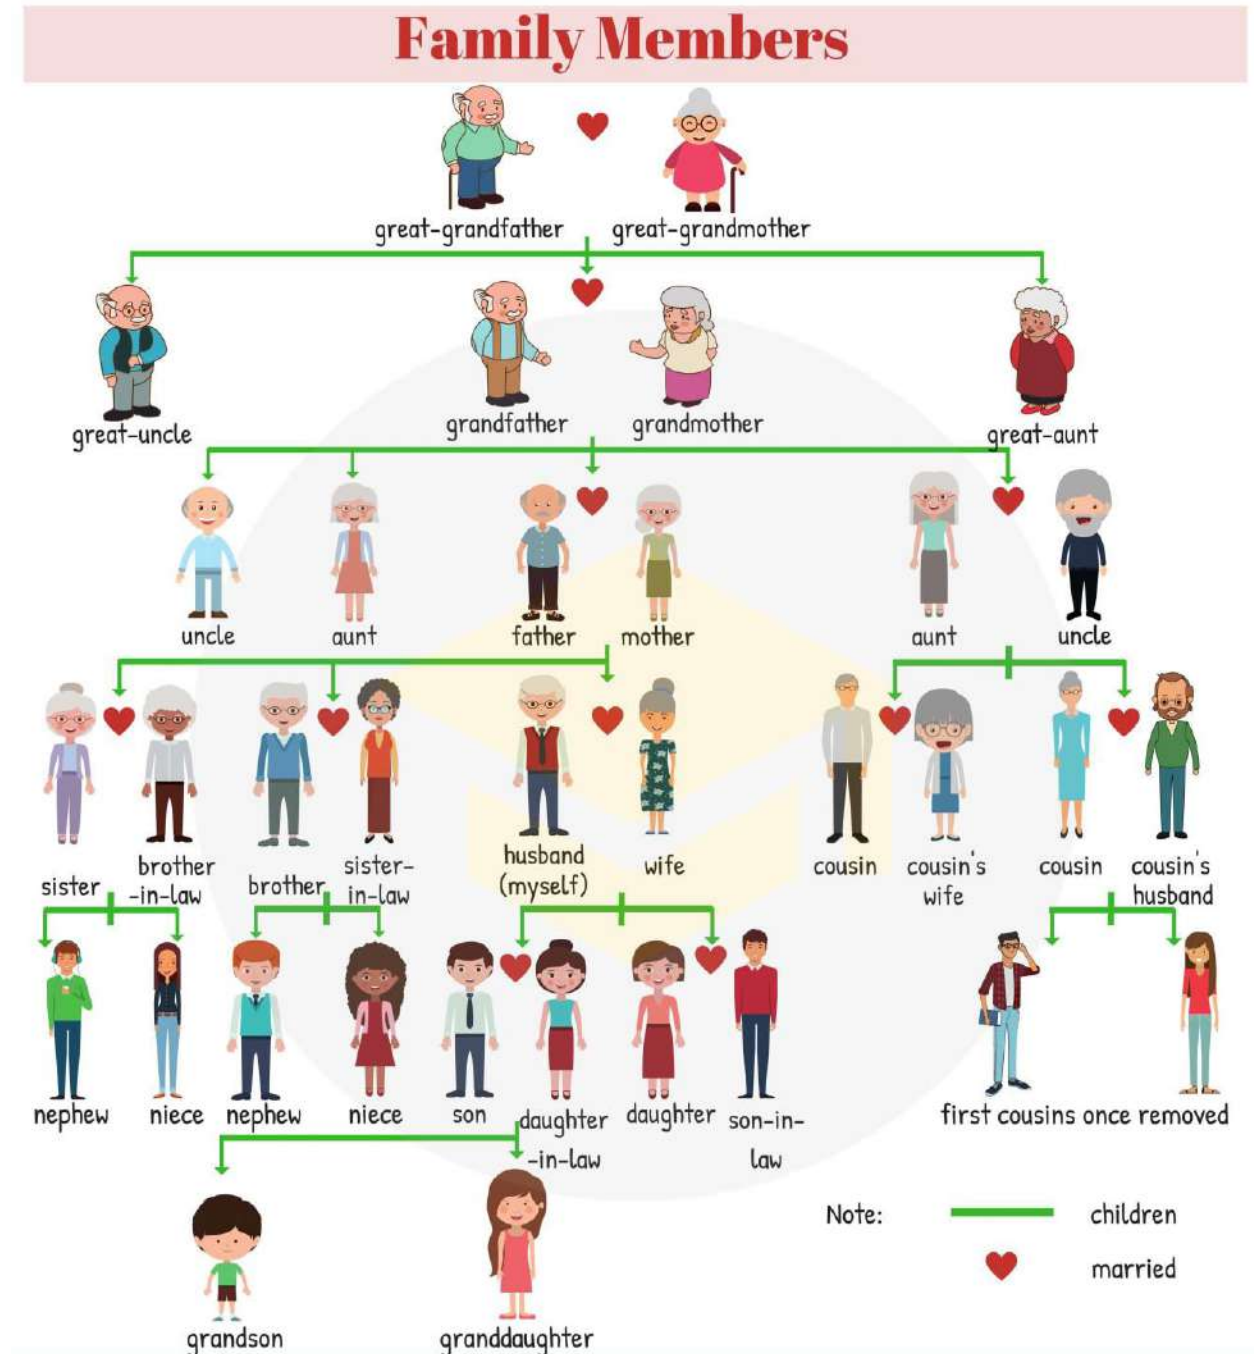 Family Members
great-grandfather great-grandmother
great-uncle grandfather grandmother great-aunt
uncle aunt father mother aunt uncle
sister brother
-in-law brother sister-
in-law husband
(myself) wife cousin cousin's
wife cousin cousin's
husband
nephew niece nephew niece son daughter
-in-law daughter son-in-
law first cousins once removed
Note: children
married
grandson granddaughter